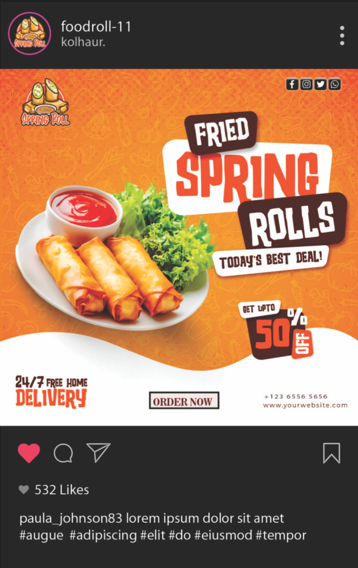 foodroll-11
kolhaur.
SPRING ROLL
FRIED
SPRING
ROLLS
TODAY'S BEST DEAL!
GET UPTO
50%
OFF
24/7 FREE HOME
DELIVERY
ORDER NOW
+123 6556 5656
www.yourwebsite.com
532 Likes
paula_johnson83 lorem ipsum dolor sit amet
#augue #adipiscing #elit #do #eiusmod #tempor